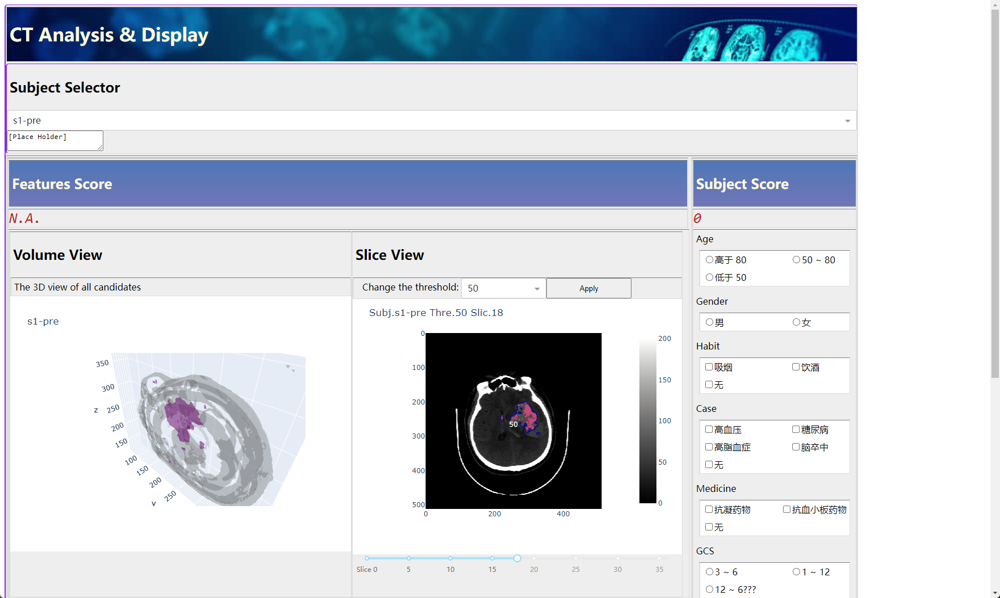 CT Analysis & Display
Subject Selector
s1-pre
[Place Holder]
Features Score
N.A.
Volume View
The 3D view of all candidates
s1-pre
350
300
z 250
200
150
100
150
200
y 250
Slice View
Change the threshold: 50 Apply
Subj.s1-pre Thre.50 Slic.18
0
100
200
300
400
500
0 200 400
50
200
150
100
50
0
Slice 0 5 10 15 20 25 30 35
Subject Score
0
Age
高于 80 50 ~ 80
低于 50
Gender
男 女
Habit
吸烟 饮酒
无
Case
高血压 糖尿病
高脂血症 脑卒中
无
Medicine
抗凝药物 抗血小板药物
无
GCS
3 ~ 6 1 ~ 12
12 ~ 6???